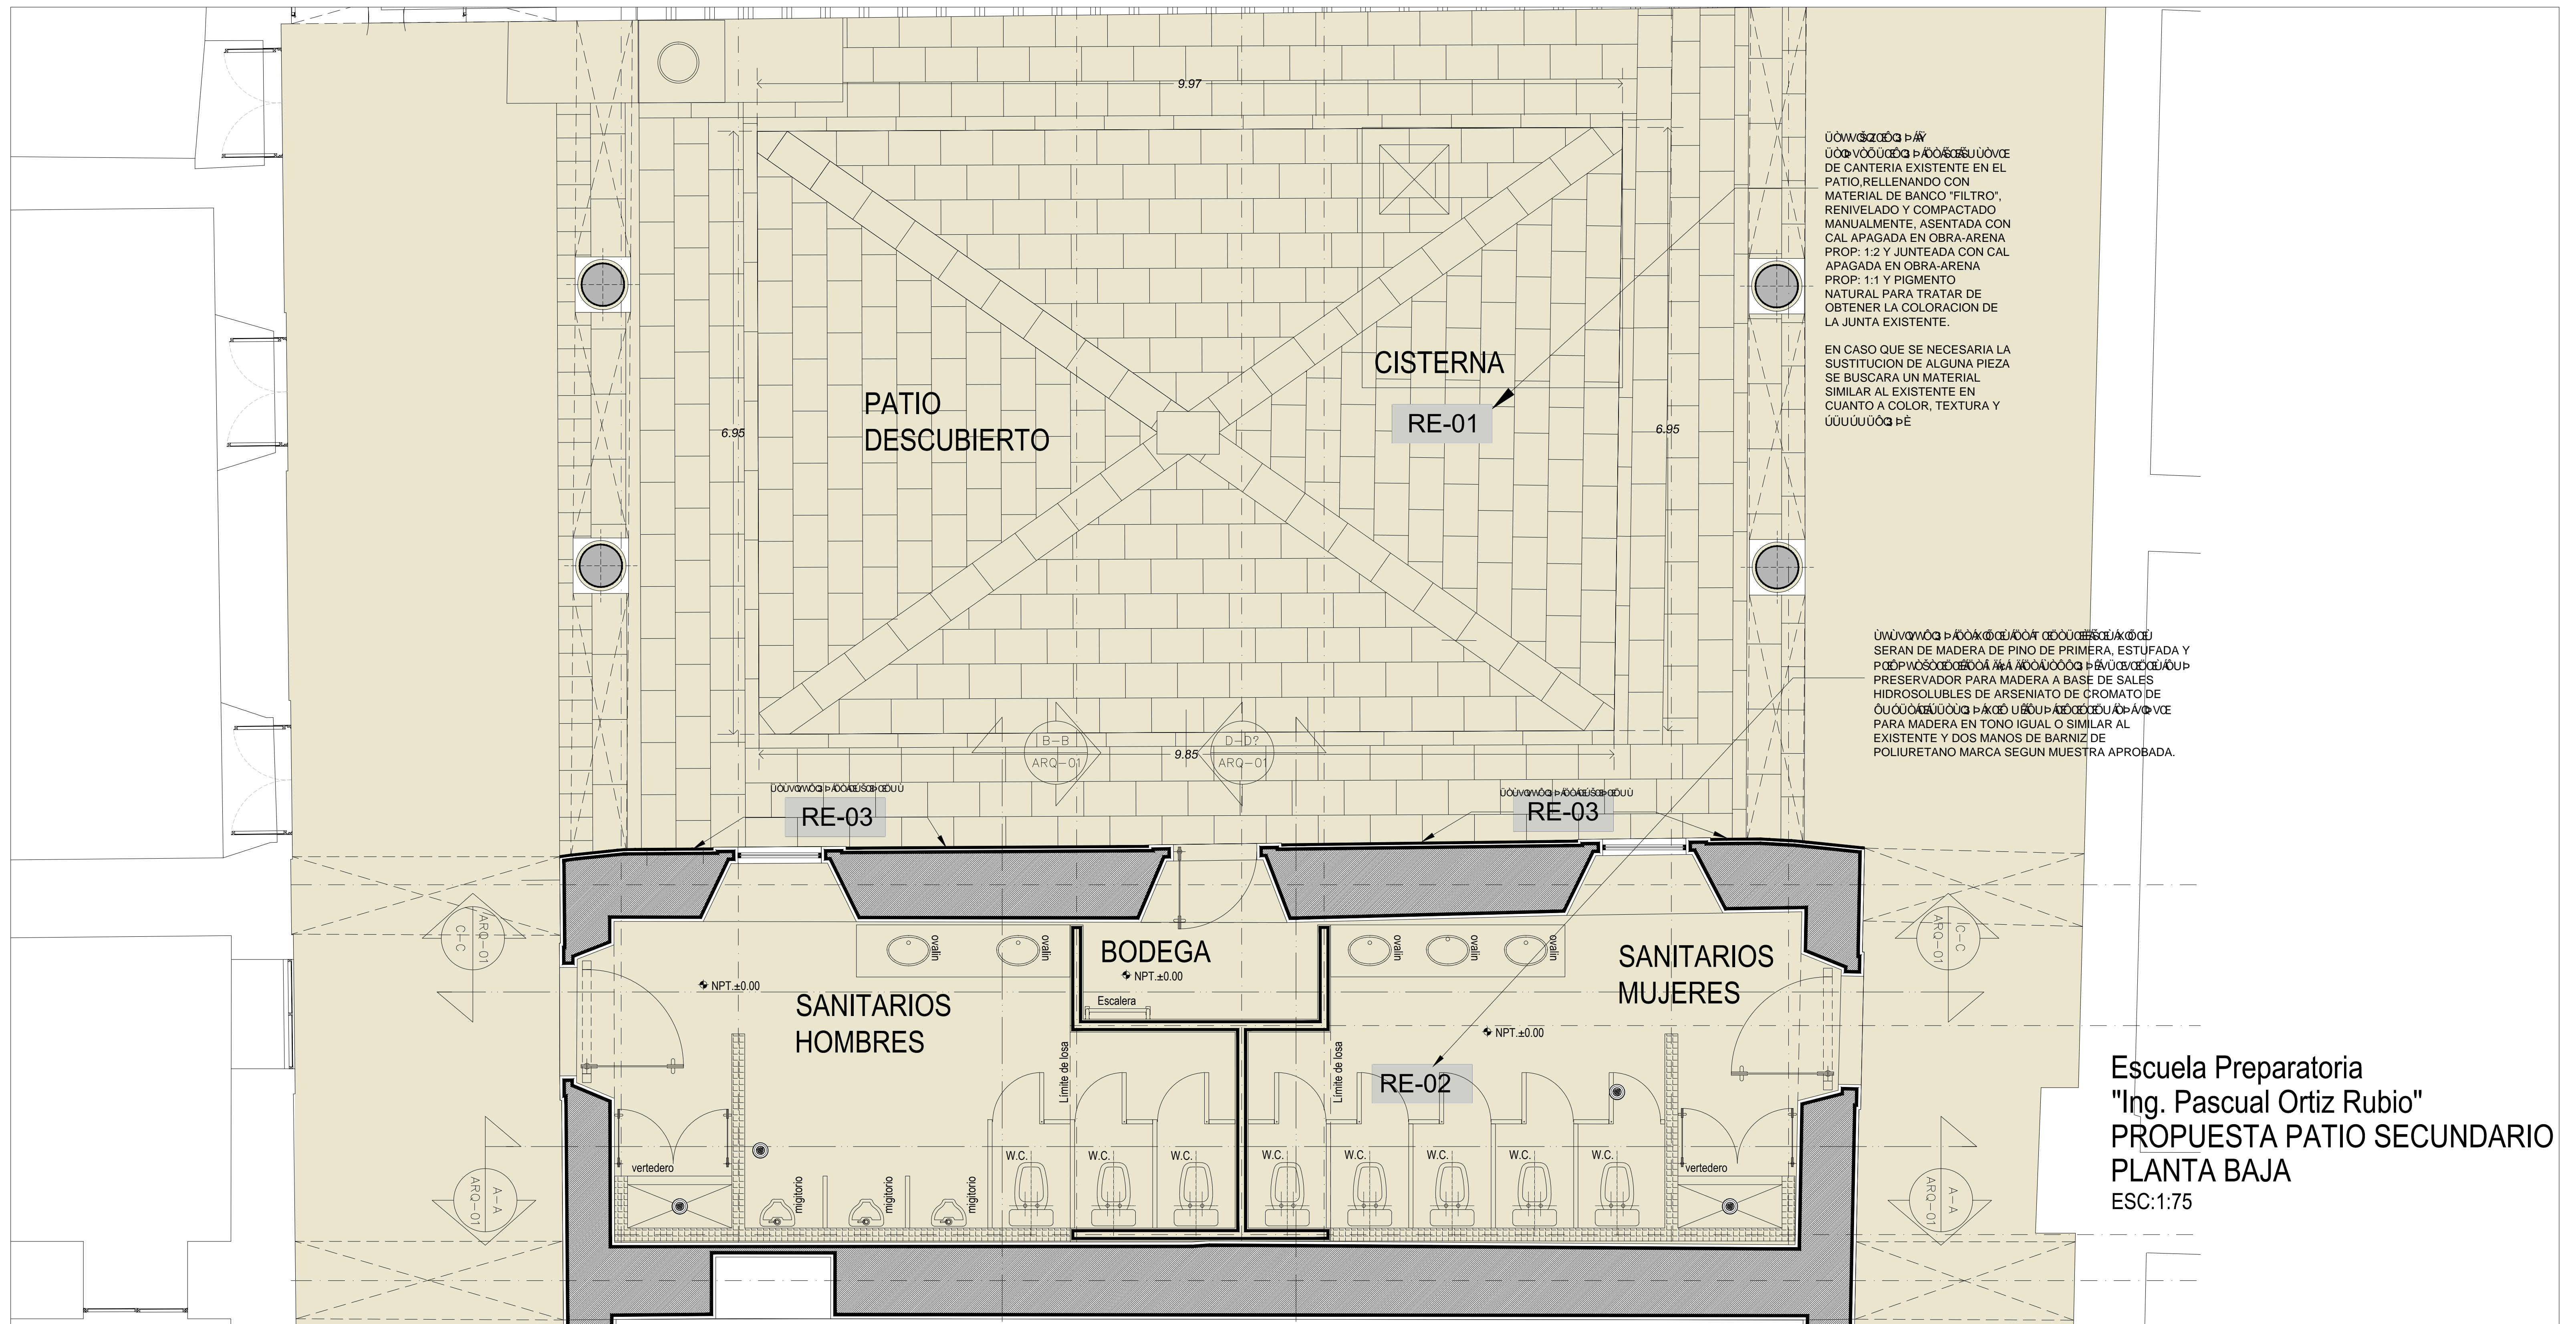 9.97
DE CANTERIA EXISTENTE EN EL
PATIO,RELLENANDO CON
MATERIAL DE BANCO "FILTRO",
RENIVELADO Y COMPACTADO
MANUALMENTE, ASENTADA CON
CAL APAGADA EN OBRA-ARENA
PROP: 1:2 Y JUNTEADA CON CAL
APAGADA EN OBRA-ARENA
PROP: 1:1 Y PIGMENTO
NATURAL PARA TRATAR DE
OBTENER LA COLORACION DE
LA JUNTA EXISTENTE.
EN CASO QUE SE NECESARIA LA
SUSTITUCION DE ALGUNA PIEZA
SE BUSCARA UN MATERIAL
SIMILAR AL EXISTENTE EN
CUANTO A COLOR, TEXTURA Y
CISTERNA
RE-01
PATIO
DESCUBIERTO
6.95
6.95
SERAN DE MADERA DE PINO DE PRIMERA, ESTUFADA Y
PRESERVADOR PARA MADERA A BASE DE SALES
HIDROSOLUBLES DE ARSENIATO DE CROMATO DE
PARA MADERA EN TONO IGUAL O SIMILAR AL
EXISTENTE Y DOS MANOS DE BARNIZ DE
POLIURETANO MARCA SEGUN MUESTRA APROBADA.
B-B
ARQ-01
D-D?
ARQ-01
9.85
RE-03
RE-03
C-C
ARQ-01
C-C
ARQ-01
ovalin
ovalin
ovalin
ovalin
ovalin
BODEGA
NPT.±0.00
Escalera
NPT.±0.00
SANITARIOS
HOMBRES
SANITARIOS
MUJERES
NPT.±0.00
Límite de losa
Límite de losa
RE-02
vertedero
migitorio
migitorio
migitorio
W.C.
W.C.
W.C.
W.C.
W.C.
W.C.
W.C.
W.C.
vertedero
A-A
ARQ-01
A-A
ARQ-01
Escuela Preparatoria
"Ing. Pascual Ortiz Rubio"
PROPUESTA PATIO SECUNDARIO
PLANTA BAJA
ESC:1:75